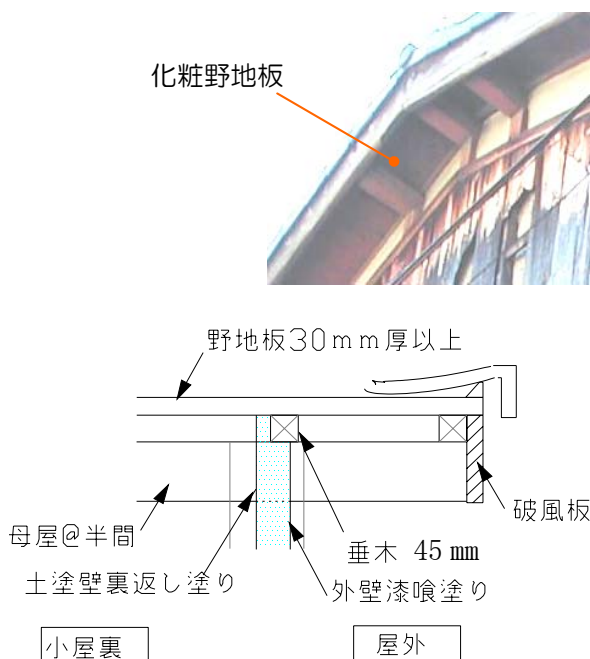 化粧野地板
野地板30mm厚以上
破風板
母屋@半間
垂木 45mm
土塗壁裏返し塗り
外壁漆喰塗り
小屋裏
屋外